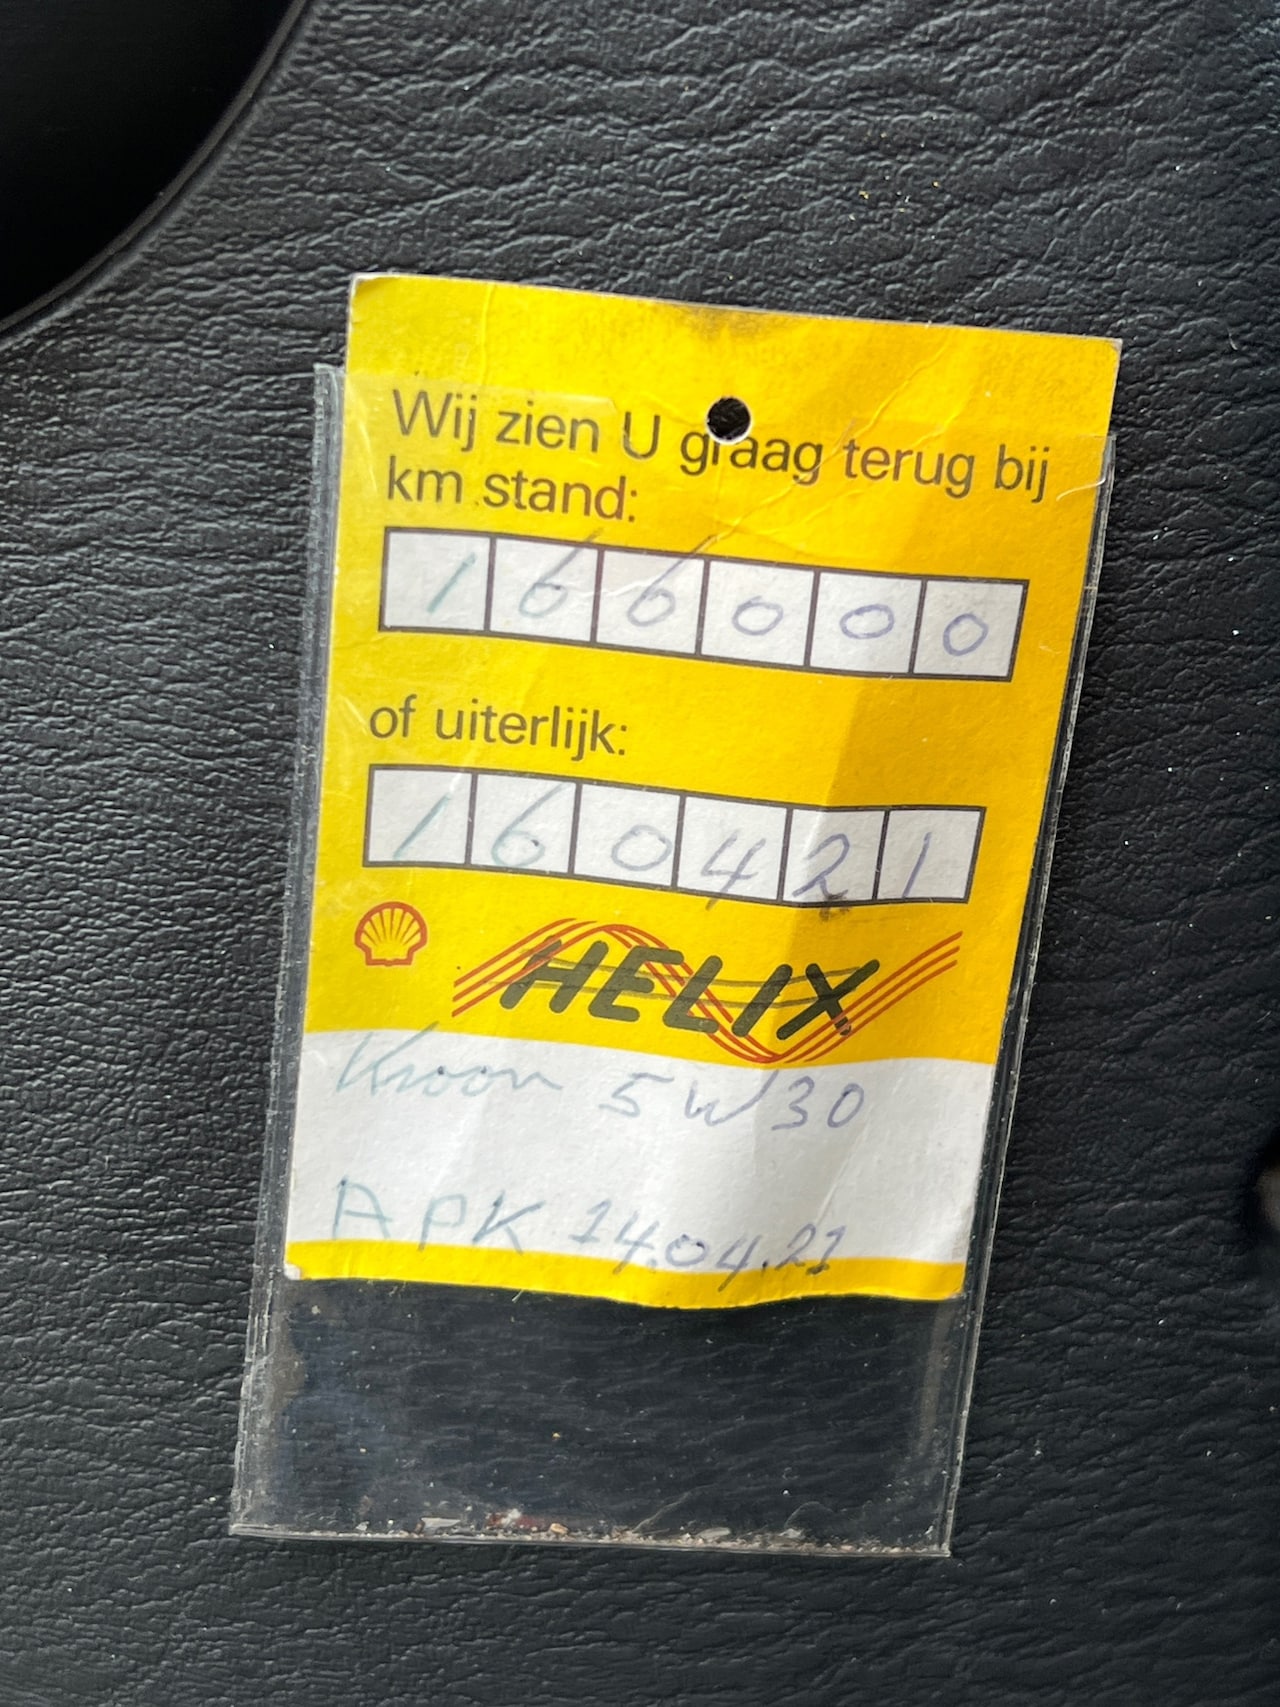 Wij zien U graag terug bij
km stand:
166000
of uiterlijk:
160421
HELIX
Kroon 5W30
APK 14.04.21